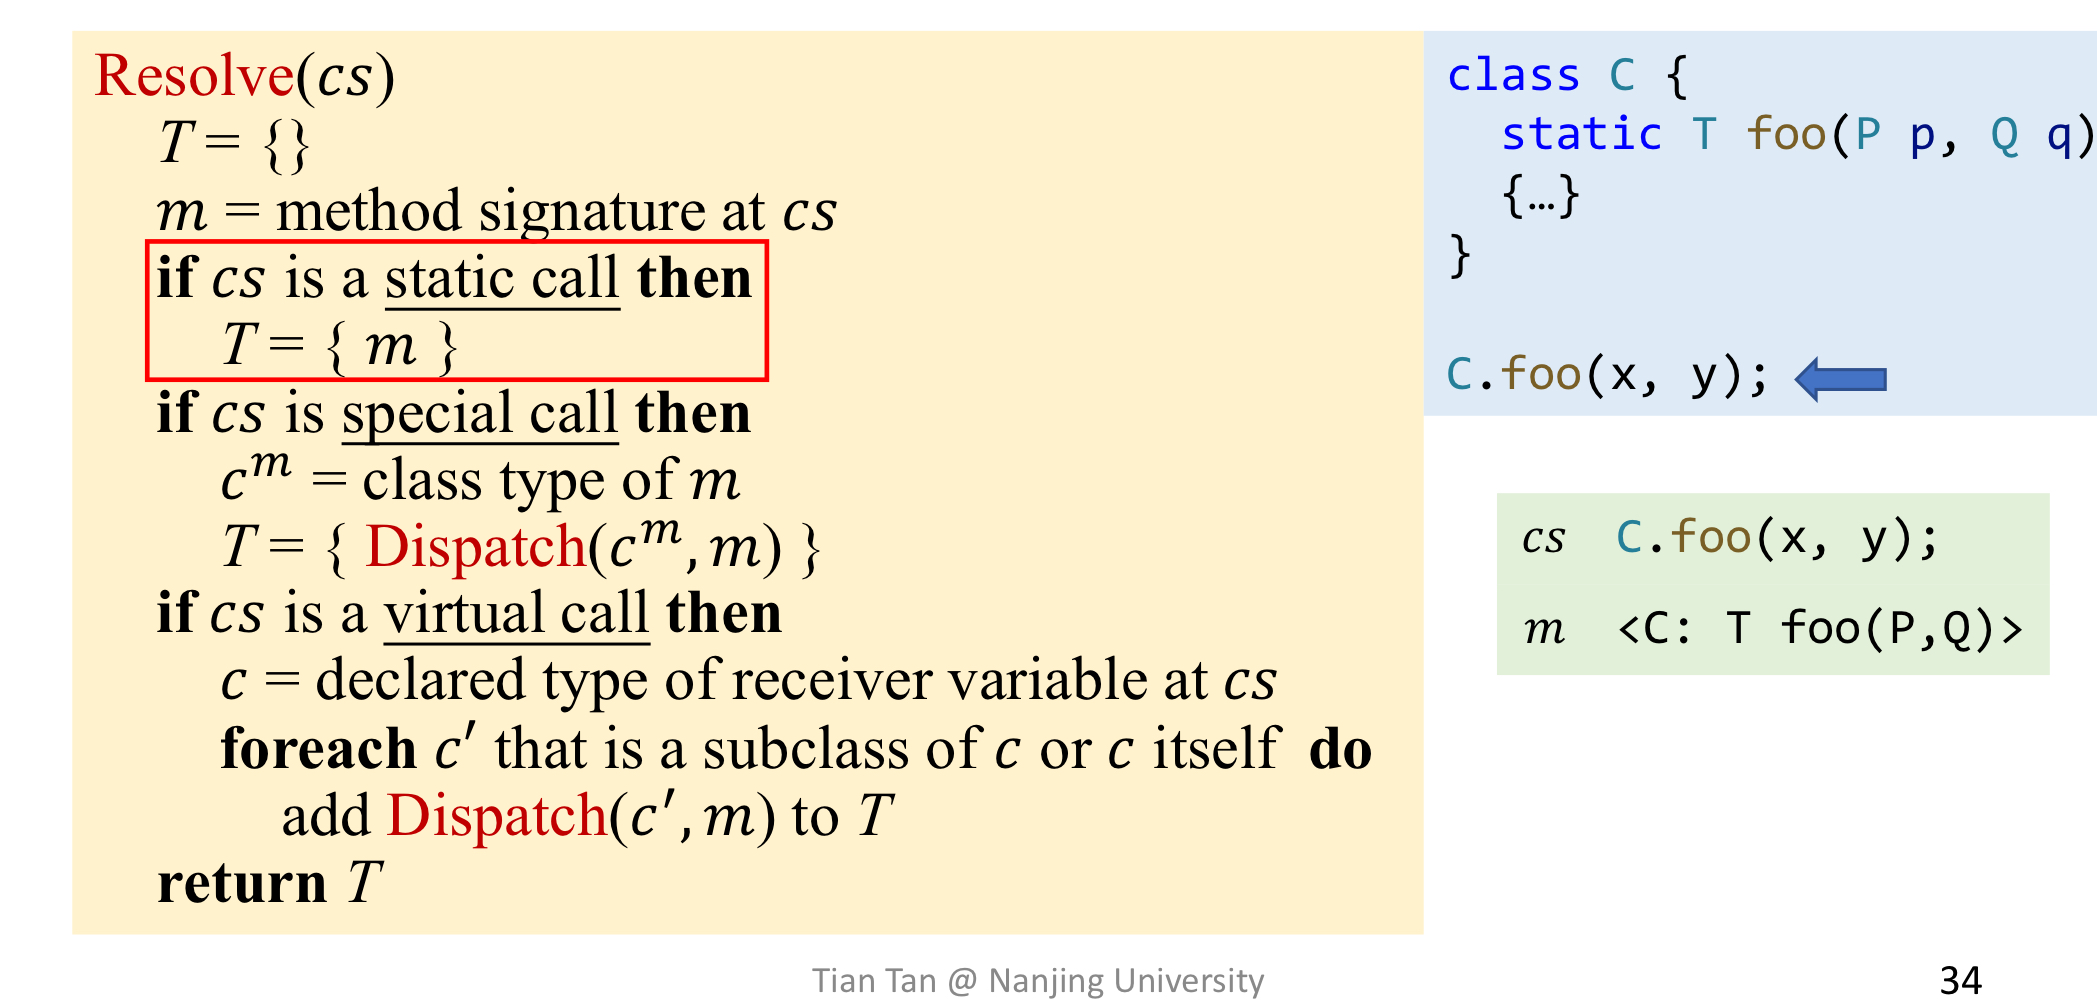 Resolve(cs)
T = {}
m = method signature at cs
if cs is a static call then
T = { m }
if cs is special call then
c^m = class type of m
T = { Dispatch(c^m, m) }
if cs is a virtual call then
c = declared type of receiver variable at cs
foreach c′ that is a subclass of c or c itself do
add Dispatch(c′, m) to T
return T
class C {
static T foo(P p, Q q)
{…}
}
C.foo(x, y);
cs C.foo(x, y);
m <C: T foo(P,Q)>
Tian Tan @ Nanjing University
34